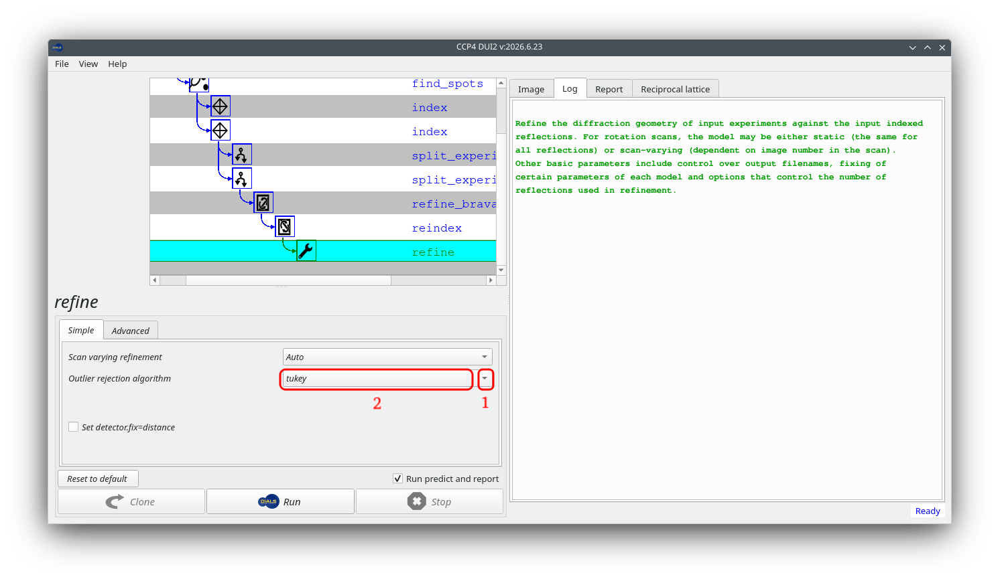 CCP4 DUI2 v:2026.6.23
File View Help
find_spots
index
index
split_experi
split_experi
refine_brava
reindex
refine
refine
Simple Advanced
Scan varying refinement Auto
Outlier rejection algorithm tukey
2 1
Set detector.fix=distance
Reset to default Run predict and report
Clone DIALS Run Stop
Image Log Report Reciprocal lattice
Refine the diffraction geometry of input experiments against the input indexed
reflections. For rotation scans, the model may be either static (the same for
all reflections) or scan-varying (dependent on image number in the scan).
Other basic parameters include control over output filenames, fixing of
certain parameters of each model and options that control the number of
reflections used in refinement.
Ready